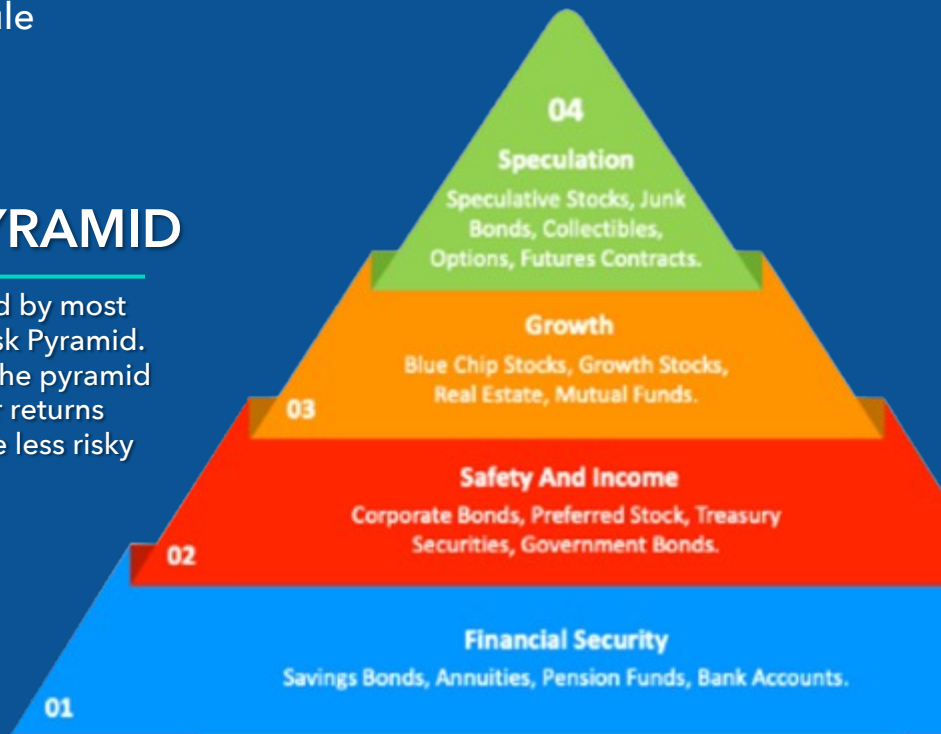 le
YRAMID
d by most
sk Pyramid.
he pyramid
r returns
e less risky
04
Speculation
Speculative Stocks, Junk
Bonds, Collectibles,
Options, Futures Contracts.
Growth
Blue Chip Stocks, Growth Stocks,
Real Estate, Mutual Funds.
03
Safety And Income
Corporate Bonds, Preferred Stock, Treasury
Securities, Government Bonds.
02
Financial Security
Savings Bonds, Annuities, Pension Funds, Bank Accounts.
01